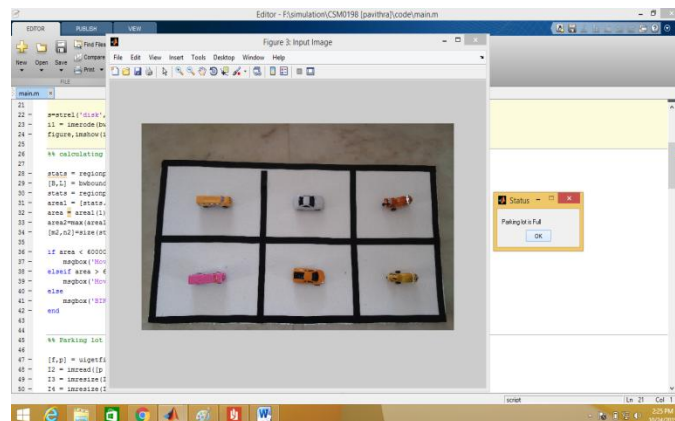 Editor - F:\simulation\CSM0198 [pavithra]\code\main.m
EDITOR PUBLISH VIEW
New Open Save
Find Files
Compare
Print
FILE
Figure 3: Input Image
File Edit View Insert Tools Desktop Window Help
main.m
21
22 - s=strel('disk',
23 - i1 = imerode(bw
24 - figure,imshow(i
25
26 %% calculating
27
28 - stats = regionp
29 - [B,L] = bwbound
30 - stats = regionp
31 - area1 = [stats.
32 - area = area1(1)
33 - area2=max(area1
34 - [m2,n2]=size(st
35
36 - if area < 60000
37 - msgbox('Mov
38 - elseif area > 6
39 - msgbox('Mov
40 - else
41 - msgbox('BIK
42 - end
43
44
45 %% Parking lot
46
47 - [f,p] = uigetfi
48 - I2 = imread([p
49 - I3 = imresize(I
50 - I4 = imresize(I
Status
Parking lot is Full
OK
script Ln 21 Col 1
2:25 PM